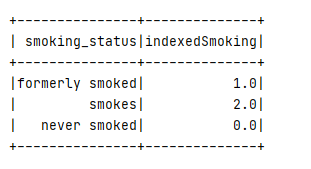 +---------------+--------------+
| smoking_status|indexedSmoking|
+---------------+--------------+
|formerly smoked|           1.0|
|         smokes|           2.0|
|   never smoked|           0.0|
+---------------+--------------+